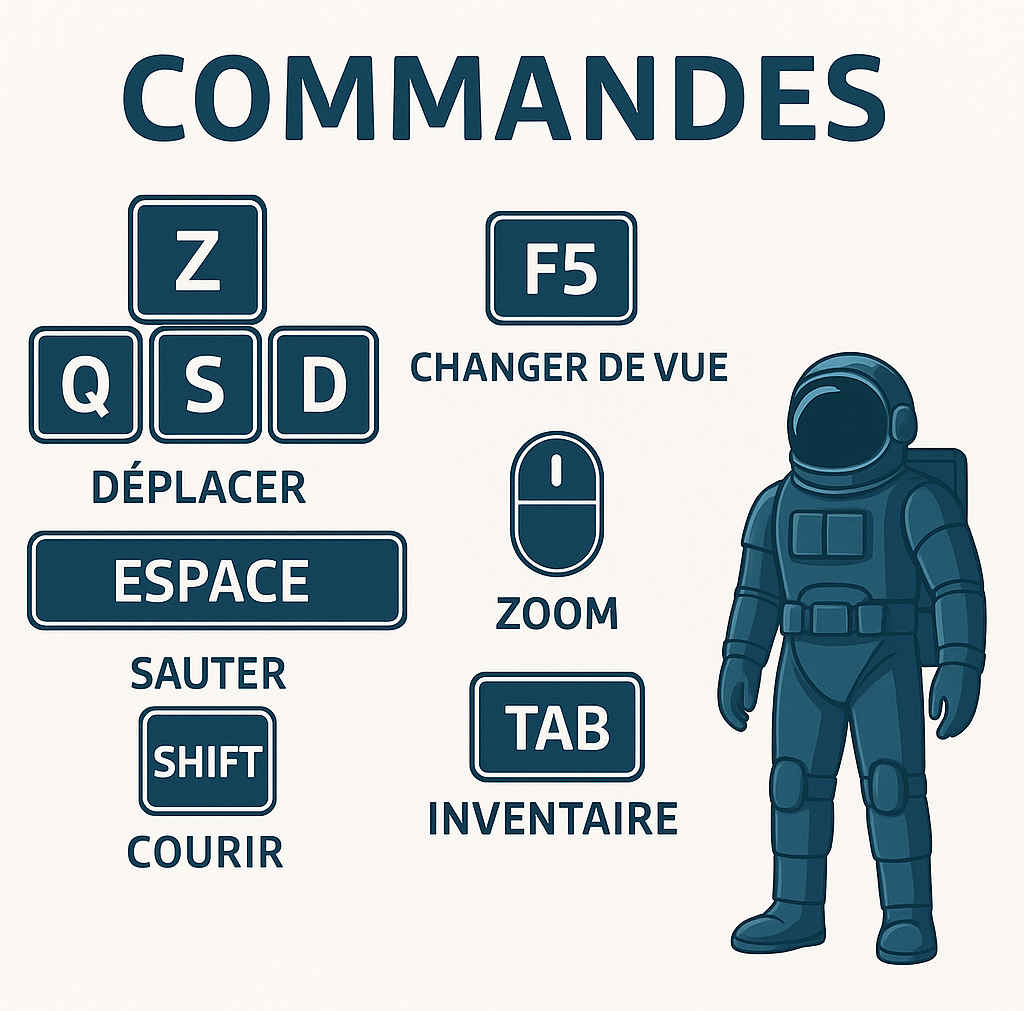 COMMANDES
Z
Q S D
DÉPLACER
ESPACE
SAUTER
SHIFT
COURIR
F5
CHANGER DE VUE
ZOOM
TAB
INVENTAIRE